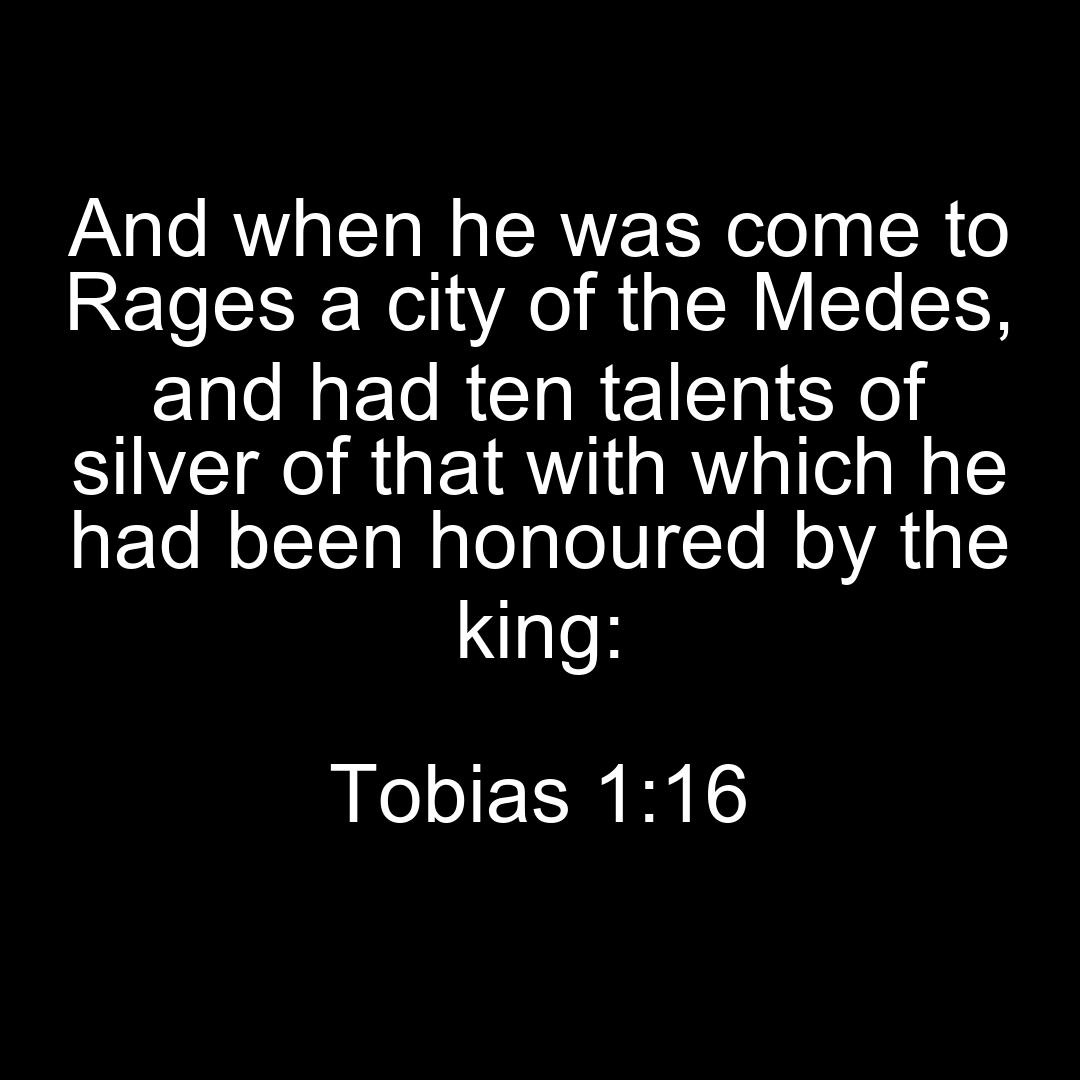 And when he was come to
Rages a city of the Medes,
and had ten talents of
silver of that with which he
had been honoured by the
king:
Tobias 1:16